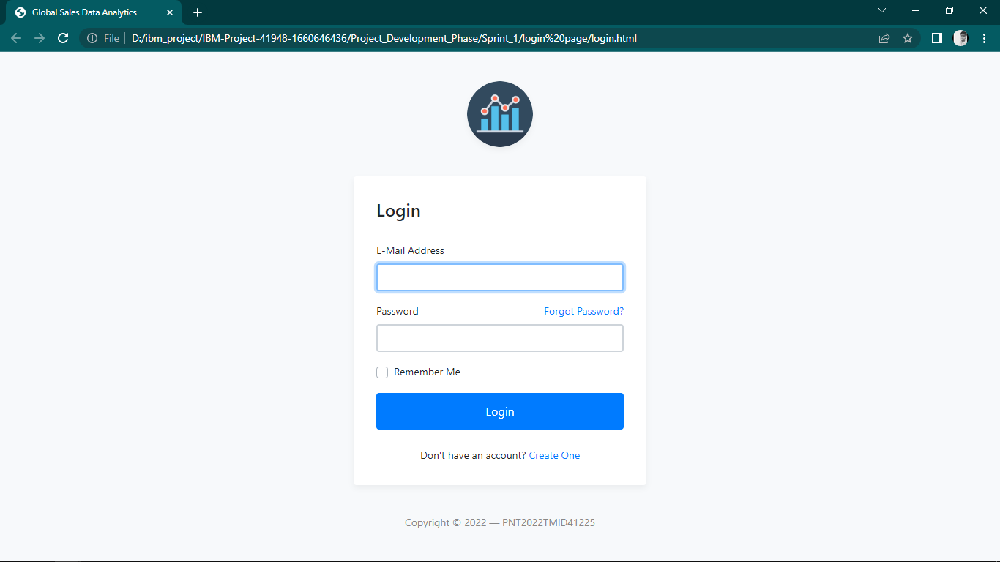 Global Sales Data Analytics
File D:/ibm_project/IBM-Project-41948-1660646436/Project_Development_Phase/Sprint_1/login%20page/login.html
Login
E-Mail Address
Password Forgot Password?
Remember Me
Login
Don't have an account? Create One
Copyright © 2022 — PNT2022TMID41225